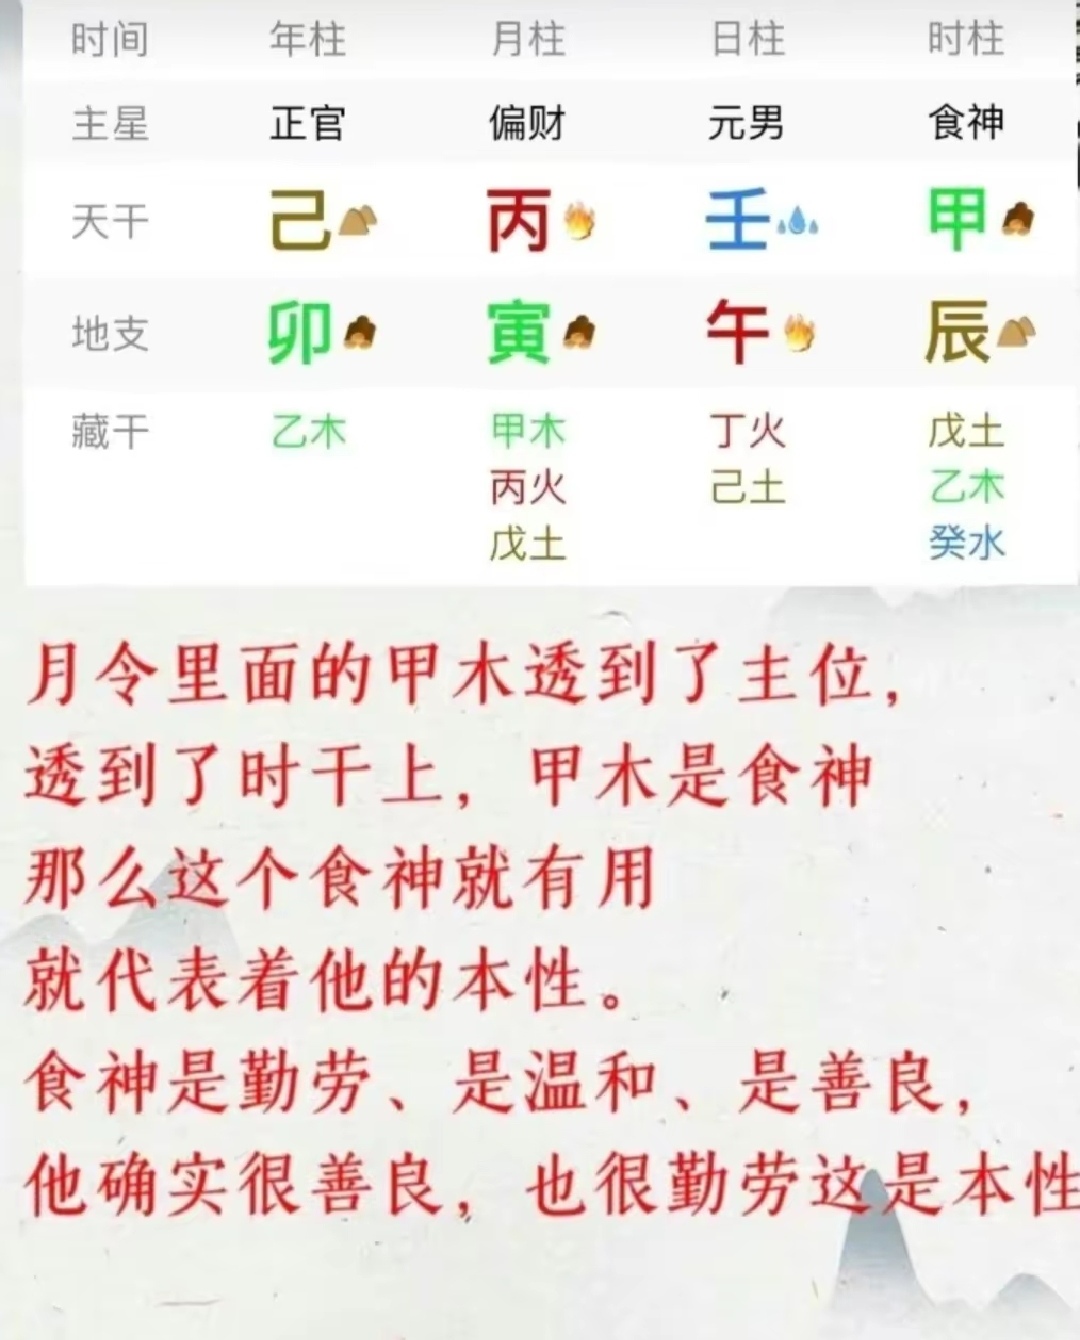 时间 年柱 月柱 日柱 时柱
主星 正官 偏财 元男 食神
天干 己 丙 壬 甲
地支 卯 寅 午 辰
藏干 乙木 甲木 丁火 戊土
丙火 己土 乙木
戊土 癸水
月令里面的甲木透到了主位，
透到了时干上，甲木是食神
那么这个食神就有用
就代表着他的本性。
食神是勤劳、是温和、是善良，
他确实很善良，也很勤劳这是本性